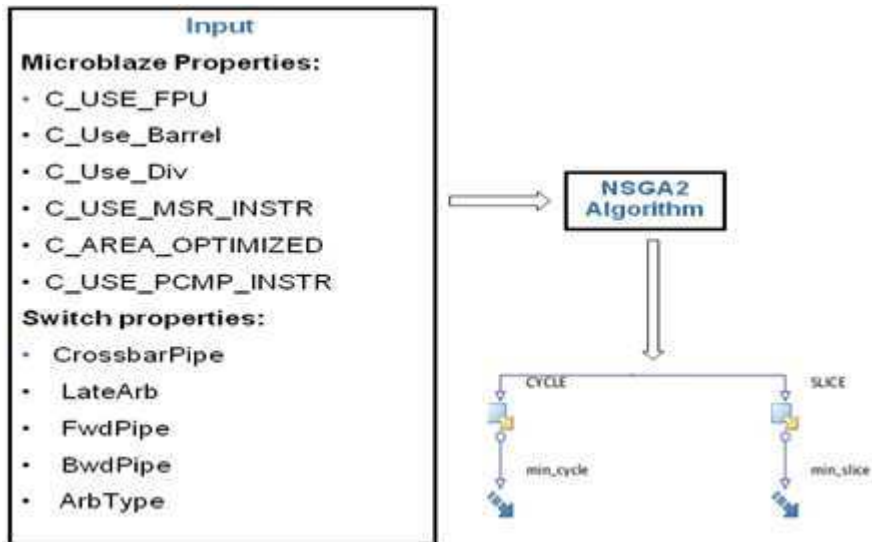 Input
Microblaze Properties:
• C_USE_FPU
• C_Use_Barrel
• C_Use_Div
• C_USE_MSR_INSTR
• C_AREA_OPTIMIZED
• C_USE_PCMP_INSTR
Switch properties:
• CrossbarPipe
• LateArb
• FwdPipe
• BwdPipe
• ArbType
NSGA2
Algorithm
CYCLE
SLICE
min_cycle
min_slice